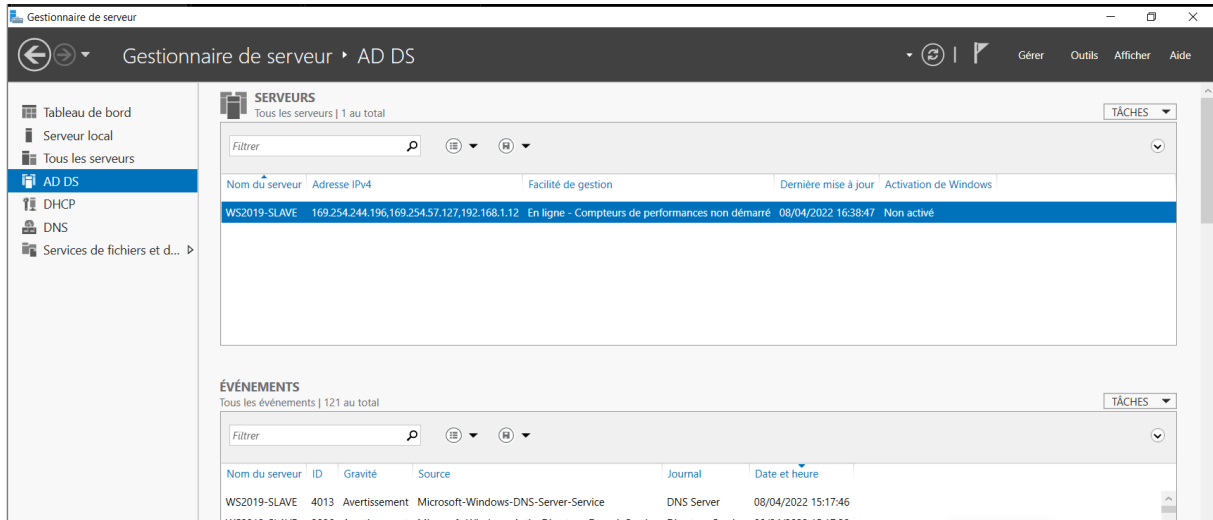 Gestionnaire de serveur
Gestionnaire de serveur AD DS
Gérer Outils Afficher Aide
Tableau de bord
Serveur local
Tous les serveurs
AD DS
DHCP
DNS
Services de fichiers et d...
SERVEURS
Tous les serveurs | 1 au total
TÂCHES
Filtrer
Nom du serveur Adresse IPv4 Facilité de gestion Dernière mise à jour Activation de Windows
WS2019-SLAVE 169.254.244.196,169.254.57.127,192.168.1.12 En ligne - Compteurs de performances non démarré 08/04/2022 16:38:47 Non activé
ÉVÉNEMENTS
Tous les événements | 121 au total
TÂCHES
Filtrer
Nom du serveur ID Gravité Source Journal Date et heure
WS2019-SLAVE 4013 Avertissement Microsoft-Windows-DNS-Server-Service DNS Server 08/04/2022 15:17:46